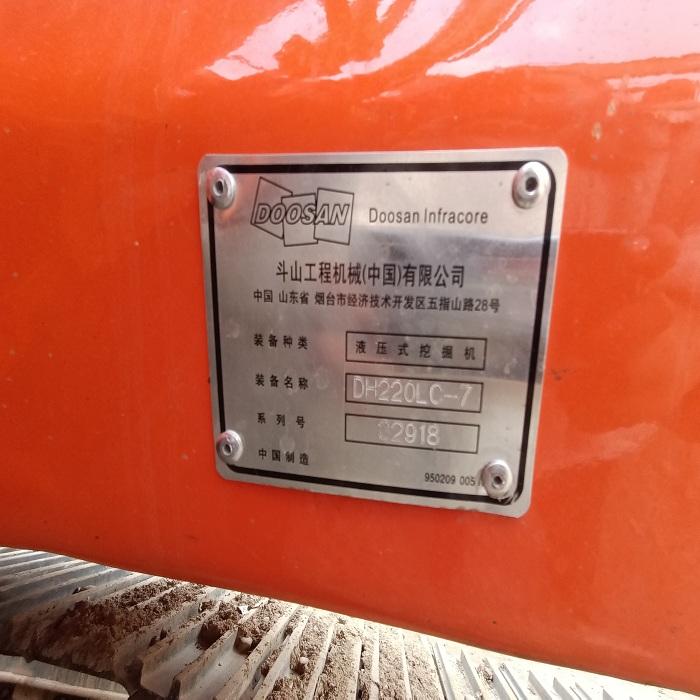 DOOSAN Doosan Infracore
斗山工程机械(中国)有限公司
中国 山东省 烟台市经济技术开发区五指山路28号
装备种类 液压式挖掘机
装备名称 DH220LC-7
系列号
中国制造 950209